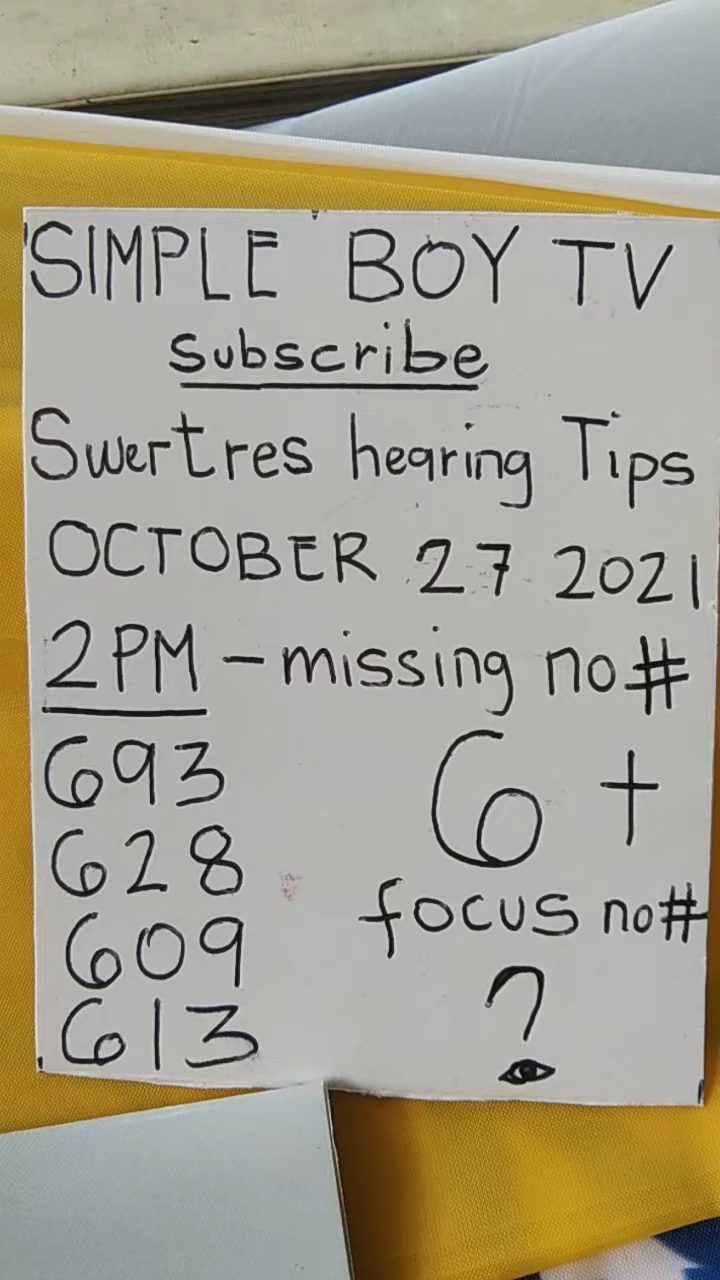 SIMPLE BOY TV
Subscribe
Swertres hearing Tips
OCTOBER 27 2021
2PM - missing no#
693
628
609
613
6 +
focus no#
?